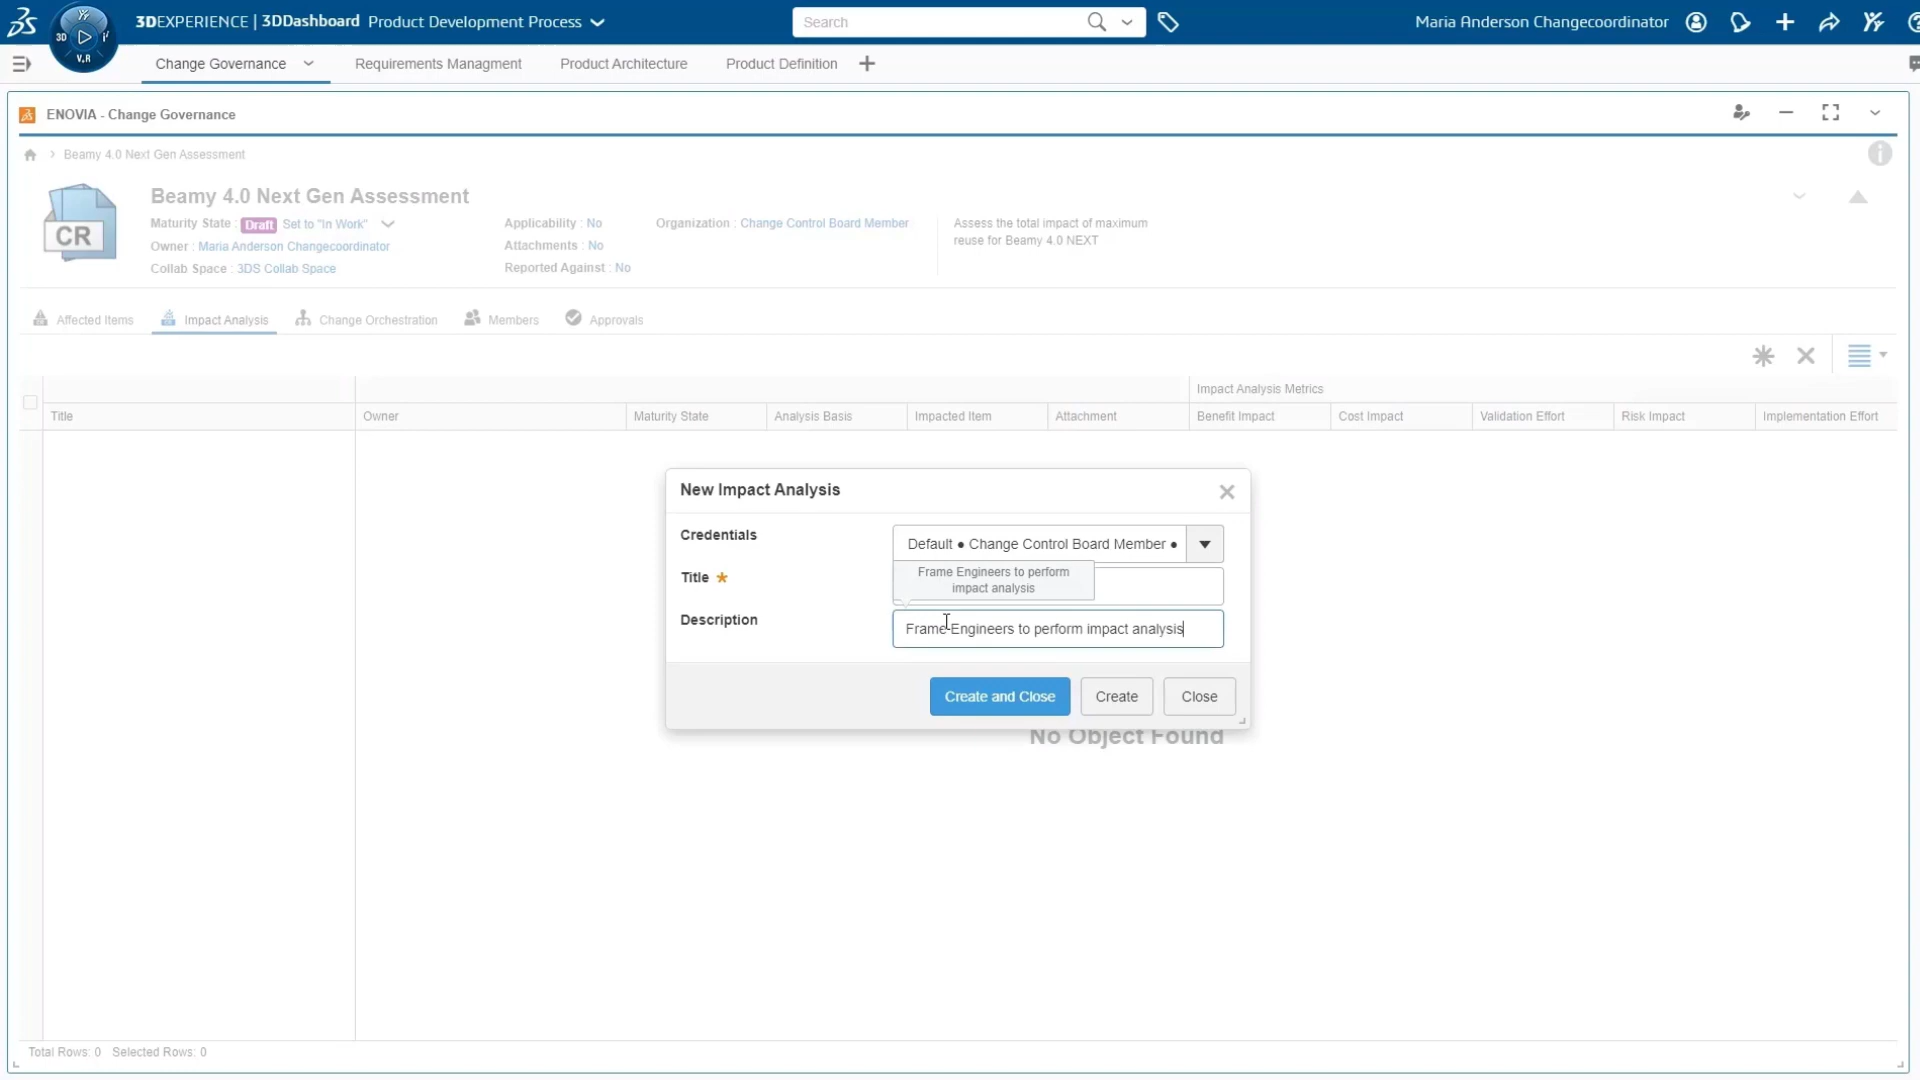 3DEXPERIENCE | 3DDashboard Product Development Process
Search
Maria Anderson Changecoordinator
3D
V.R
Change Governance
Requirements Managment
Product Architecture
Product Definition
ENOVIA - Change Governance
Beamy 4.0 Next Gen Assessment
CR
Beamy 4.0 Next Gen Assessment
Maturity State : Draft Set to "In Work"
Owner : Maria Anderson Changecoordinator
Collab Space : 3DS Collab Space
Applicability : No
Attachments : No
Reported Against : No
Organization : Change Control Board Member
Assess the total impact of maximum
reuse for Beamy 4.0 NEXT
Affected Items
Impact Analysis
Change Orchestration
Members
Approvals
Impact Analysis Metrics
Title
Owner
Maturity State
Analysis Basis
Impacted Item
Attachment
Benefit Impact
Cost Impact
Validation Effort
Risk Impact
Implementation Effort
New Impact Analysis
Credentials
Default ● Change Control Board Member ●
Title
Frame Engineers to perform
impact analysis
Description
Frame Engineers to perform impact analysis
Create and Close
Create
Close
No Object Found
Total Rows: 0 Selected Rows: 0